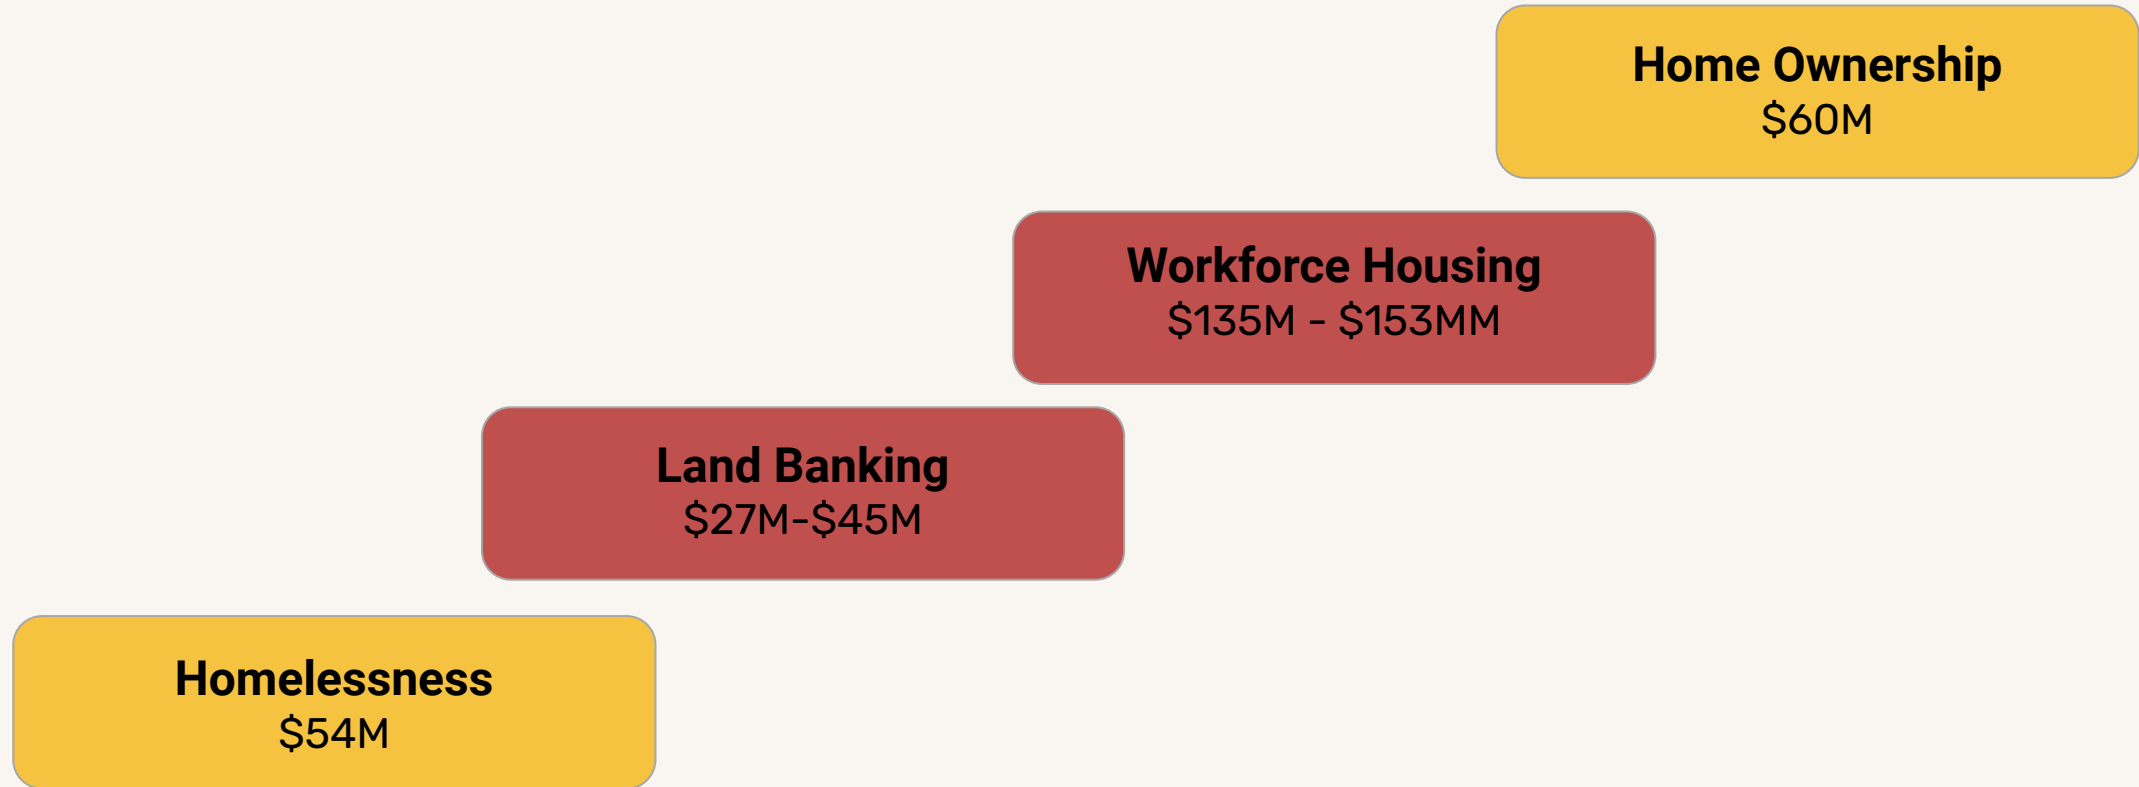 Home Ownership
$60M
Workforce Housing
$135M - $153MM
Land Banking
$27M-$45M
Homelessness
$54M